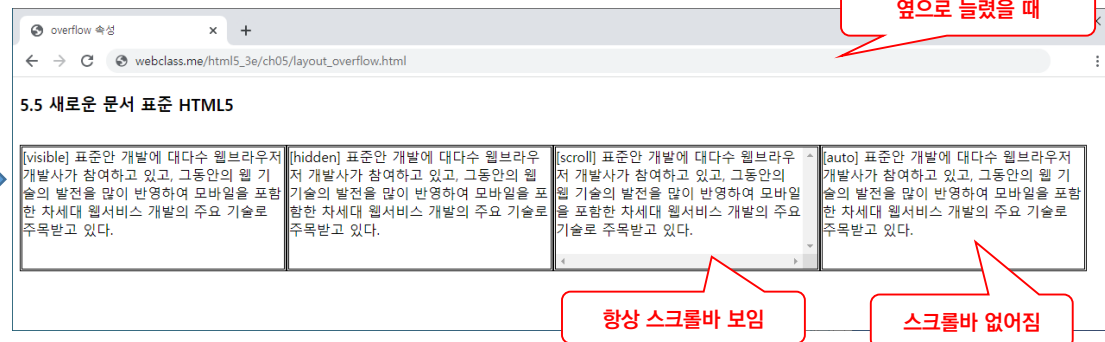 옆으로 늘렸을 때
overflow 속성
webclass.me/html5_3e/ch05/layout_overflow.html
5.5 새로운 문서 표준 HTML5
[visible] 표준안 개발에 대다수 웹브라우저
개발사가 참여하고 있고, 그동안의 웹 기
술의 발전을 많이 반영하여 모바일을 포함
한 차세대 웹서비스 개발의 주요 기술로
주목받고 있다.
[hidden] 표준안 개발에 대다수 웹브라우
저 개발사가 참여하고 있고, 그동안의 웹
기술의 발전을 많이 반영하여 모바일을 포
함한 차세대 웹서비스 개발의 주요 기술로
주목받고 있다.
[scroll] 표준안 개발에 대다수 웹브라우
저 개발사가 참여하고 있고, 그동안의
웹 기술의 발전을 많이 반영하여 모바일
을 포함한 차세대 웹서비스 개발의 주요
기술로 주목받고 있다.
[auto] 표준안 개발에 대다수 웹브라우저
개발사가 참여하고 있고, 그동안의 웹 기
술의 발전을 많이 반영하여 모바일을 포함
한 차세대 웹서비스 개발의 주요 기술로
주목받고 있다.
항상 스크롤바 보임
스크롤바 없어짐